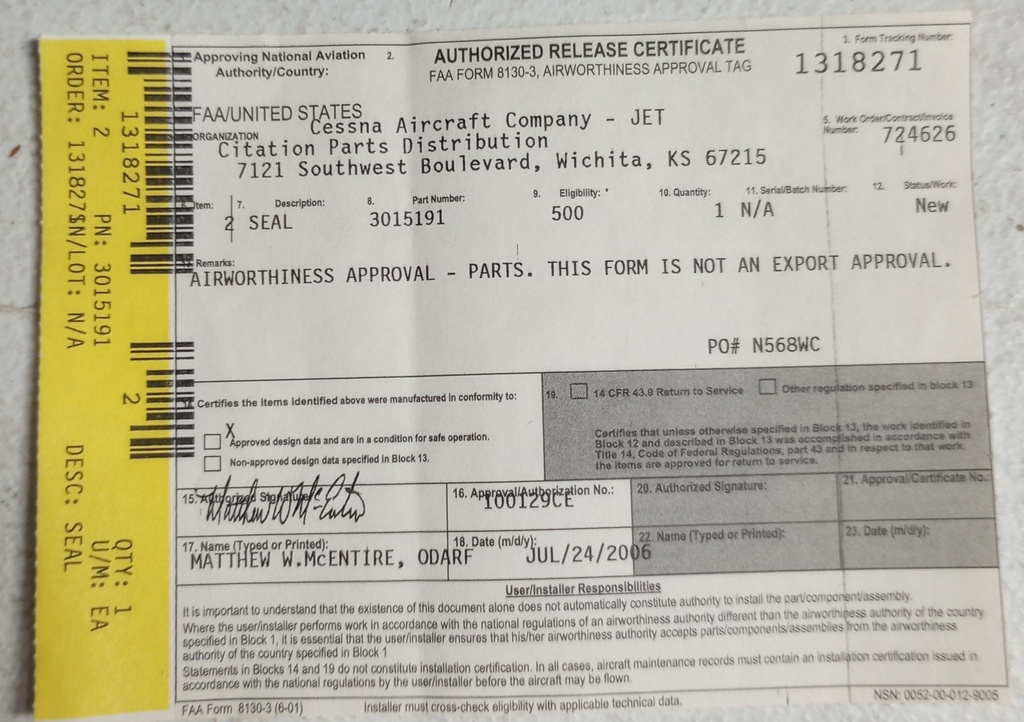 1. Approving National Aviation Authority/Country:
FAA/UNITED STATES
2. AUTHORIZED RELEASE CERTIFICATE
FAA FORM 8130-3, AIRWORTHINESS APPROVAL TAG
3. Form Tracking Number:
1318271
ORGANIZATION
Cessna Aircraft Company - JET
Citation Parts Distribution
7121 Southwest Boulevard, Wichita, KS 67215
5. Work Order/Contract/Invoice Number:
724626
Item: 7. Description: 8. Part Number: 9. Eligibility: * 10. Quantity: 11. Serial/Batch Number: 12. Status/Work:
2 SEAL 3015191 500 1 N/A New
Remarks:
AIRWORTHINESS APPROVAL - PARTS. THIS FORM IS NOT AN EXPORT APPROVAL.
PO# N568WC
Certifies the items identified above were manufactured in conformity to:
X
Approved design data and are in a condition for safe operation.
Non-approved design data specified in Block 13.
19. 14 CFR 43.9 Return to Service Other regulation specified in block 13
Certifies that unless otherwise specified in Block 13, the work identified in
Block 12 and described in Block 13 was accomplished in accordance with
Title 14, Code of Federal Regulations, part 43 and in respect to that work,
the items are approved for return to service.
15. Authorized Signature:
Matthew W McEntire
16. Approval/Authorization No.:
100129CE
20. Authorized Signature:
21. Approval/Certificate No.:
17. Name (Typed or Printed):
MATTHEW W.McENTIRE, ODARF
18. Date (m/d/y):
JUL/24/2006
22. Name (Typed or Printed):
23. Date (m/d/y):
User/Installer Responsibilities
It is important to understand that the existence of this document alone does not automatically constitute authority to install the part/component/assembly.
Where the user/installer performs work in accordance with the national regulations of an airworthiness authority different than the airworthiness authority of the country
specified in Block 1, it is essential that the user/installer ensures that his/her airworthiness authority accepts parts/components/assemblies from the airworthiness
authority of the country specified in Block 1
Statements in Blocks 14 and 19 do not constitute installation certification. In all cases, aircraft maintenance records must contain an installation certification issued in
accordance with the national regulations by the user/installer before the aircraft may be flown.
FAA Form 8130-3 (6-01) Installer must cross-check eligibility with applicable technical data. NSN: 0052-00-012-9005
1318271 2 QTY: 1
ITEM: 2 PN: 3015191 U/M: EA
ORDER: 131827$N/LOT: N/A DESC: SEAL